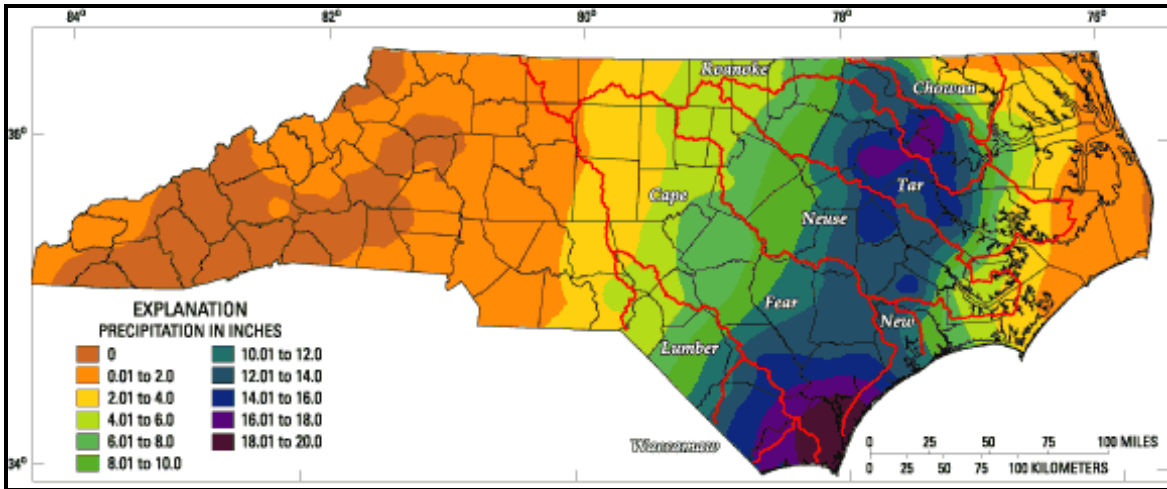 84° 82° 80° 78° 76°
Roanoke
Chowan
36°
Tar
Cape
Neuse
Fear
New
Lumber
Waccamaw
34°
EXPLANATION
PRECIPITATION IN INCHES
0
0.01 to 2.0
2.01 to 4.0
4.01 to 6.0
6.01 to 8.0
8.01 to 10.0
10.01 to 12.0
12.01 to 14.0
14.01 to 16.0
16.01 to 18.0
18.01 to 20.0
0 25 50 75 100 MILES
0 25 50 75 100 KILOMETERS